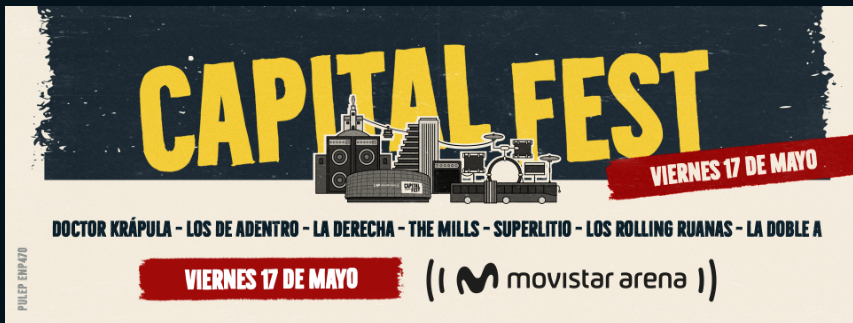 CAPITAL FEST
VIERNES 17 DE MAYO
DOCTOR KRÁPULA - LOS DE ADENTRO - LA DERECHA - THE MILLS - SUPERLITIO - LOS ROLLING RUANAS - LA DOBLE A
VIERNES 17 DE MAYO
movistar arena
PULEP ENP470